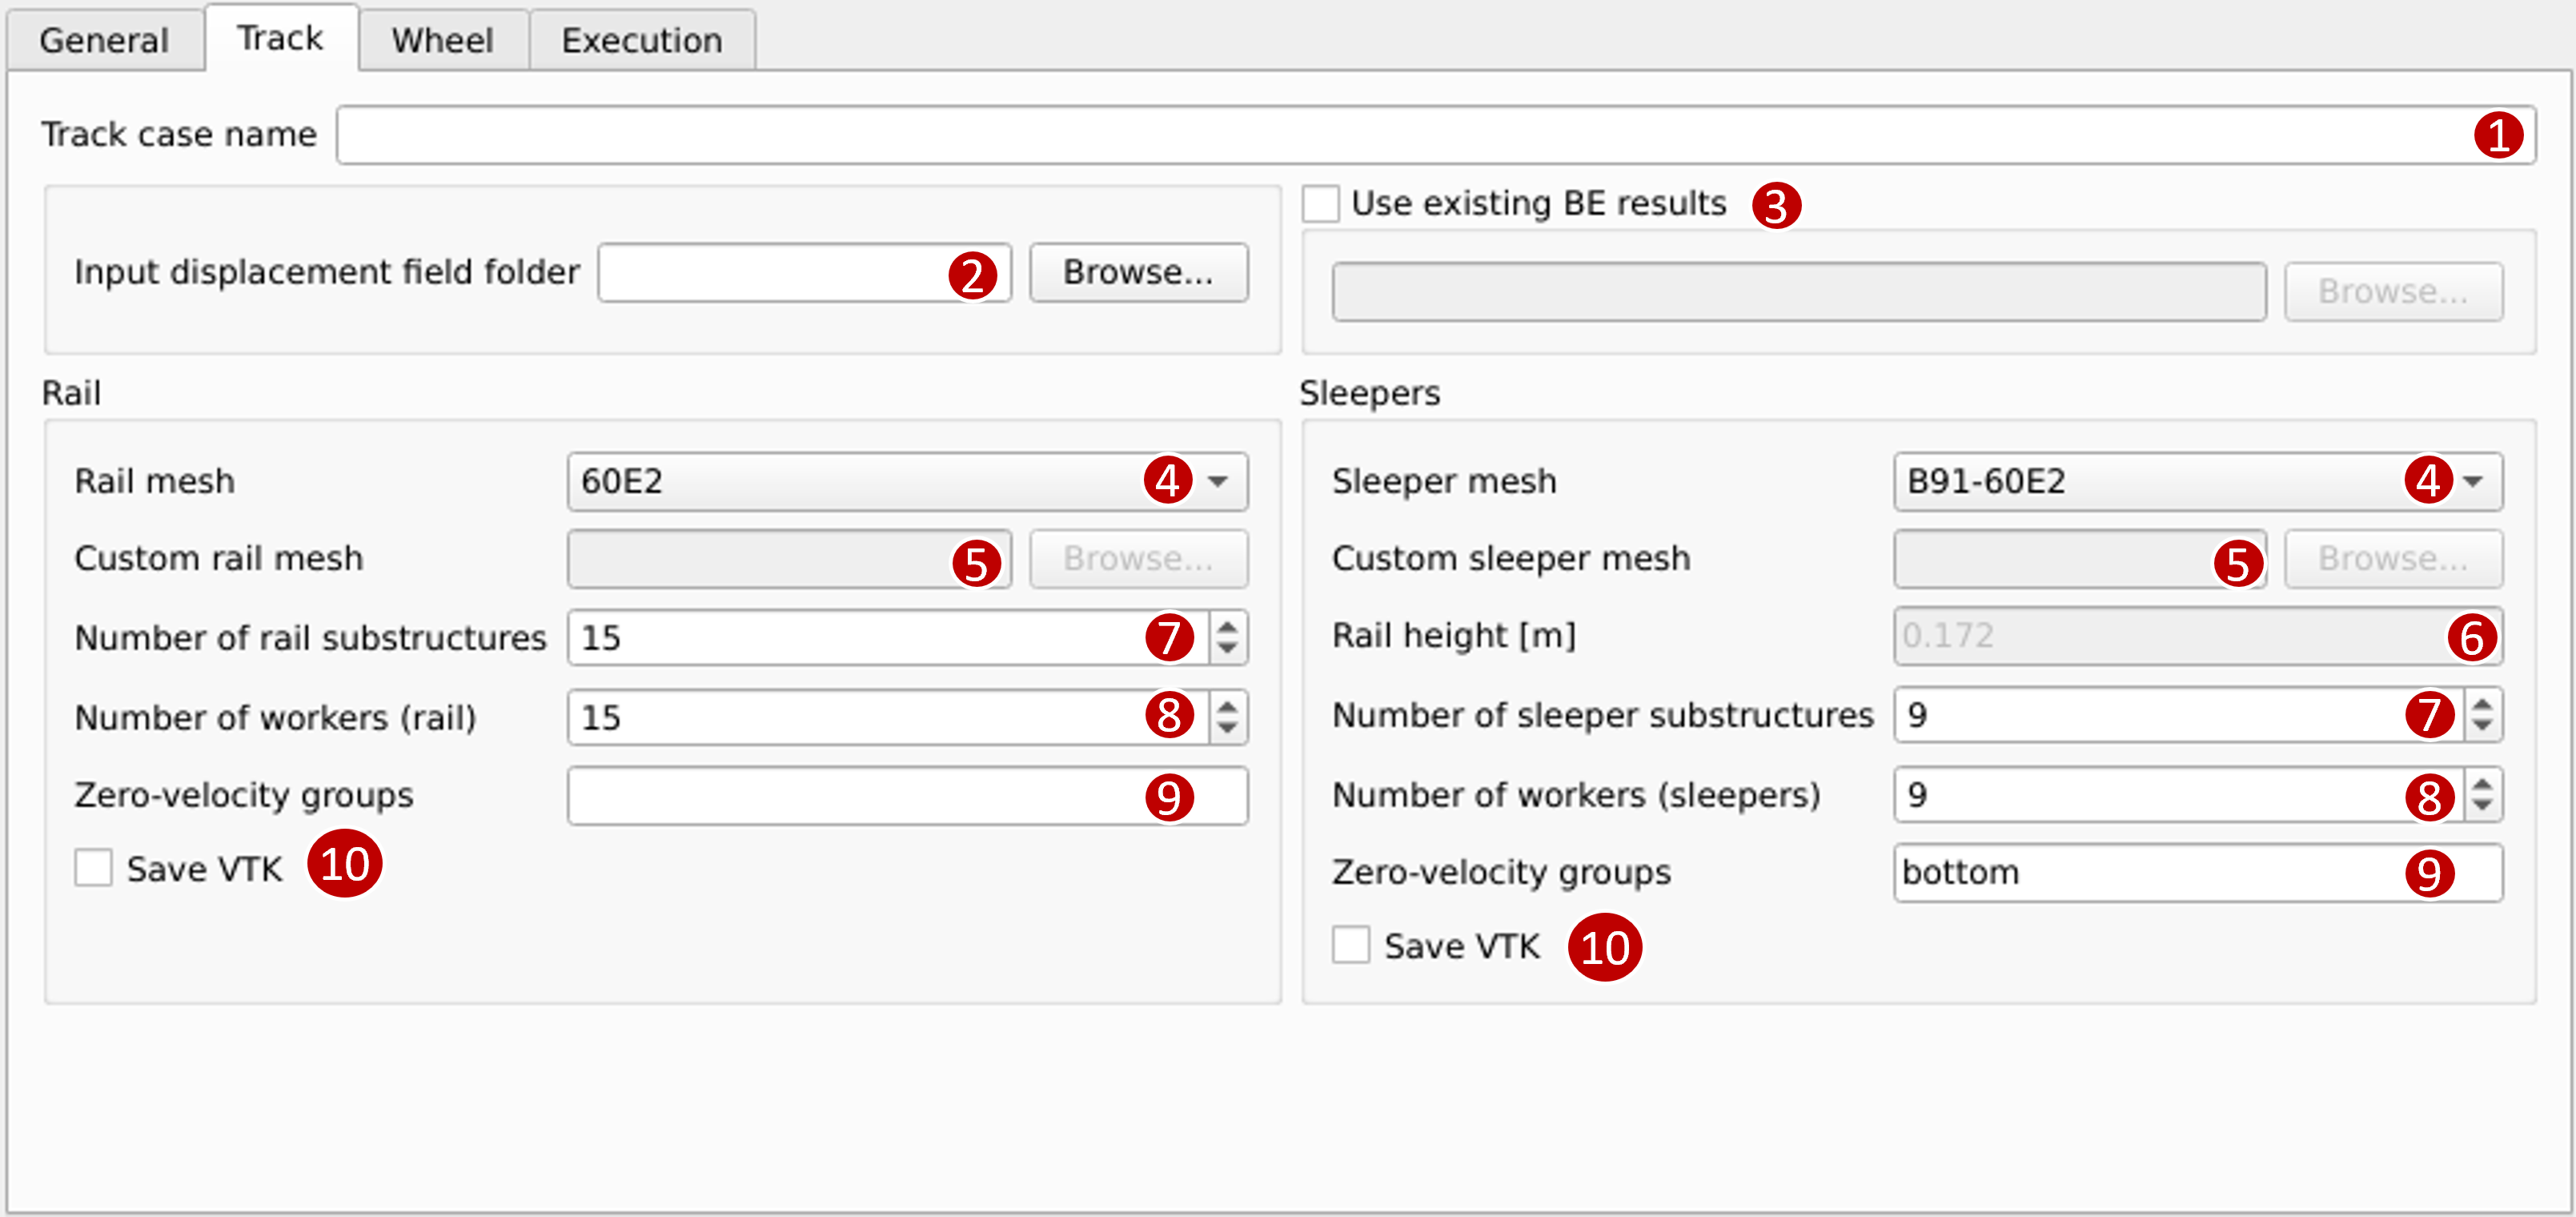 General Track Wheel Execution
Track case name 1
Use existing BE results 3
Input displacement field folder 2 Browse...
Browse...
Rail
Rail mesh 60E2 4
Custom rail mesh 5 Browse...
Number of rail substructures 15 7
Number of workers (rail) 15 8
Zero-velocity groups 9
Save VTK 10
Sleepers
Sleeper mesh B91-60E2 4
Custom sleeper mesh 5 Browse...
Rail height [m] 0.172 6
Number of sleeper substructures 9 7
Number of workers (sleepers) 9 8
Zero-velocity groups bottom 9
Save VTK 10